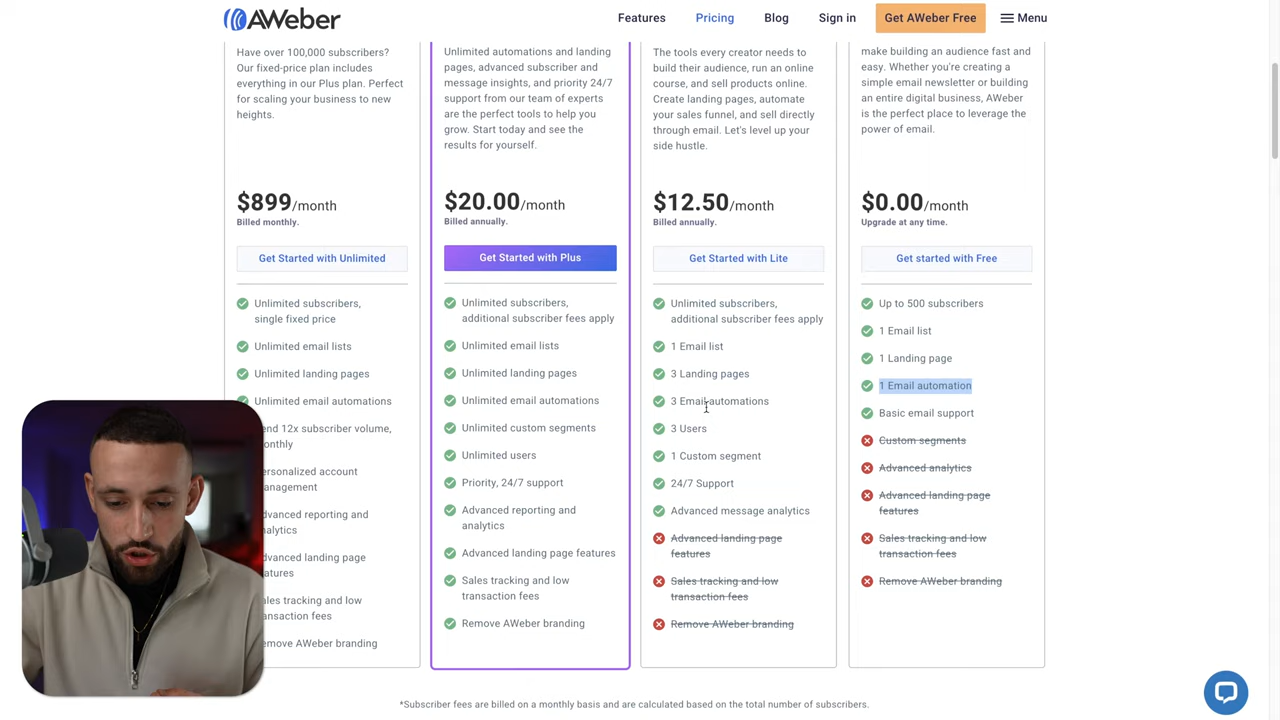 AWeber
Features
Pricing
Blog
Sign in
Get AWeber Free
Menu
Have over 100,000 subscribers?
Our fixed-price plan includes
everything in our Plus plan. Perfect
for scaling your business to new
heights.
$899/month
Billed monthly.
Get Started with Unlimited
Unlimited subscribers,
single fixed price
Unlimited email lists
Unlimited landing pages
Unlimited email automations
12x subscriber volume,
account
reporting and
landing page
tracking and low
AWeber branding
Unlimited automations and landing
pages, advanced subscriber and
message insights, and priority 24/7
support from our team of experts
are the perfect tools to help you
grow. Start today and see the
results for yourself.
$20.00/month
Billed annually.
Get Started with Plus
Unlimited subscribers,
additional subscriber fees apply
Unlimited email lists
Unlimited landing pages
Unlimited email automations
Unlimited custom segments
Unlimited users
Priority, 24/7 support
Advanced reporting and
analytics
Advanced landing page features
Sales tracking and low
transaction fees
Remove AWeber branding
The tools every creator needs to
build their audience, run an online
course, and sell products online.
Create landing pages, automate
your sales funnel, and sell directly
through email. Let's level up your
side hustle.
$12.50/month
Billed annually.
Get Started with Lite
Unlimited subscribers,
additional subscriber fees apply
1 Email list
3 Landing pages
3 Email automations
3 Users
1 Custom segment
24/7 Support
Advanced message analytics
Advanced landing page
features
Sales tracking and low
transaction fees
Remove AWeber branding
make building an audience fast and
easy. Whether you're creating a
simple email newsletter or building
an entire digital business, AWeber
is the perfect place to leverage the
power of email.
$0.00/month
Upgrade at any time.
Get started with Free
Up to 500 subscribers
1 Email list
1 Landing page
1 Email automation
Basic email support
Custom segments
Advanced analytics
Advanced landing page
features
Sales tracking and low
transaction fees
Remove AWeber branding
*Subscriber fees are billed on a monthly basis and are calculated based on the total number of subscribers.